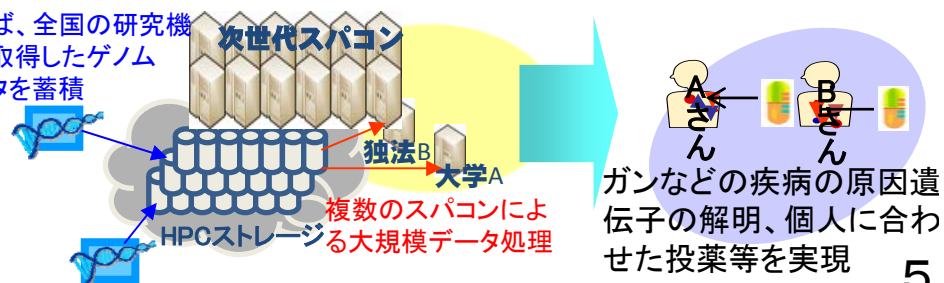 ば、全国の研究機
取得したゲノム
タを蓄積
次世代スパコン
独法B
大学A
HPCストレージ
複数のスパコンによ
る大規模データ処理
Aさん
Bさん
ガンなどの疾病の原因遺
伝子の解明、個人に合わ
せた投薬等を実現
5